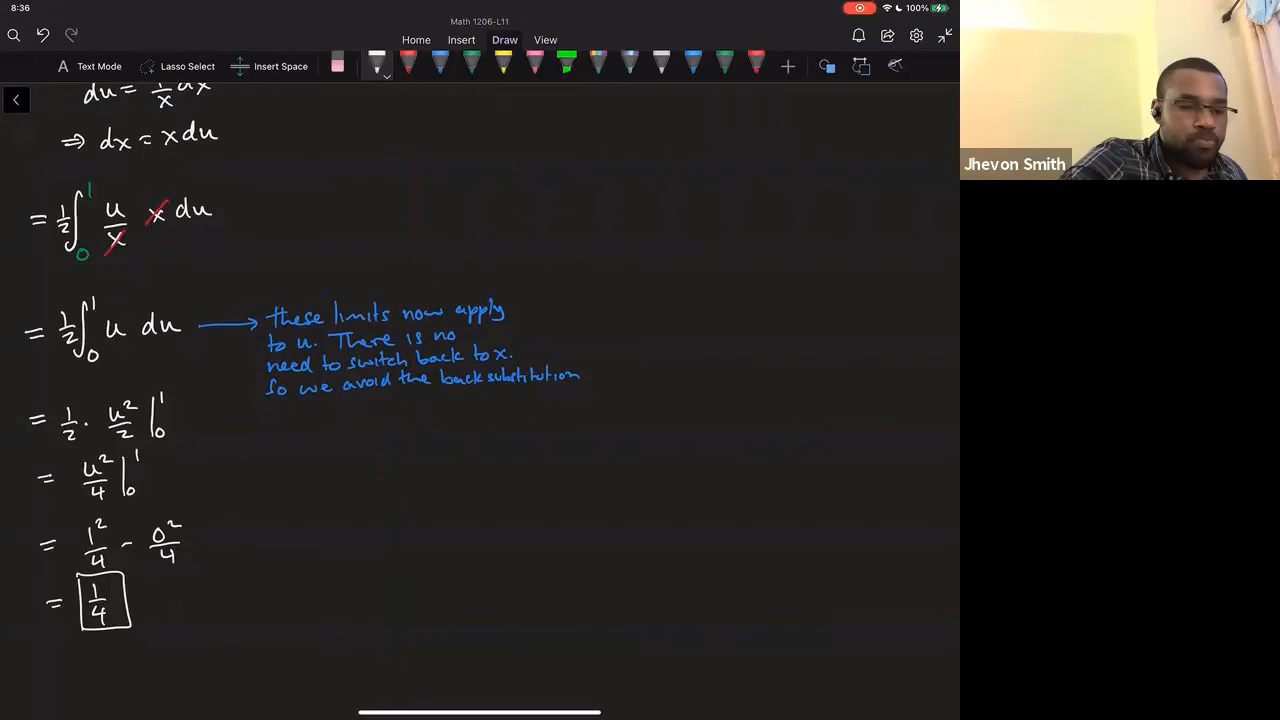 8:36
100%
Math 1206-L11
Home Insert Draw View
Text Mode Lasso Select Insert Space
du = 1/x dx
⇒ dx = x du
= 1/2 ∫₀¹ u/x x du
= 1/2 ∫₀¹ u du → these limits now apply
to u. There is no
need to switch back to x.
So we avoid the back substitution
= 1/2 · u²/2 |₀¹
= u²/4 |₀¹
= 1²/4 - 0²/4
= 1/4
Jhevon Smith